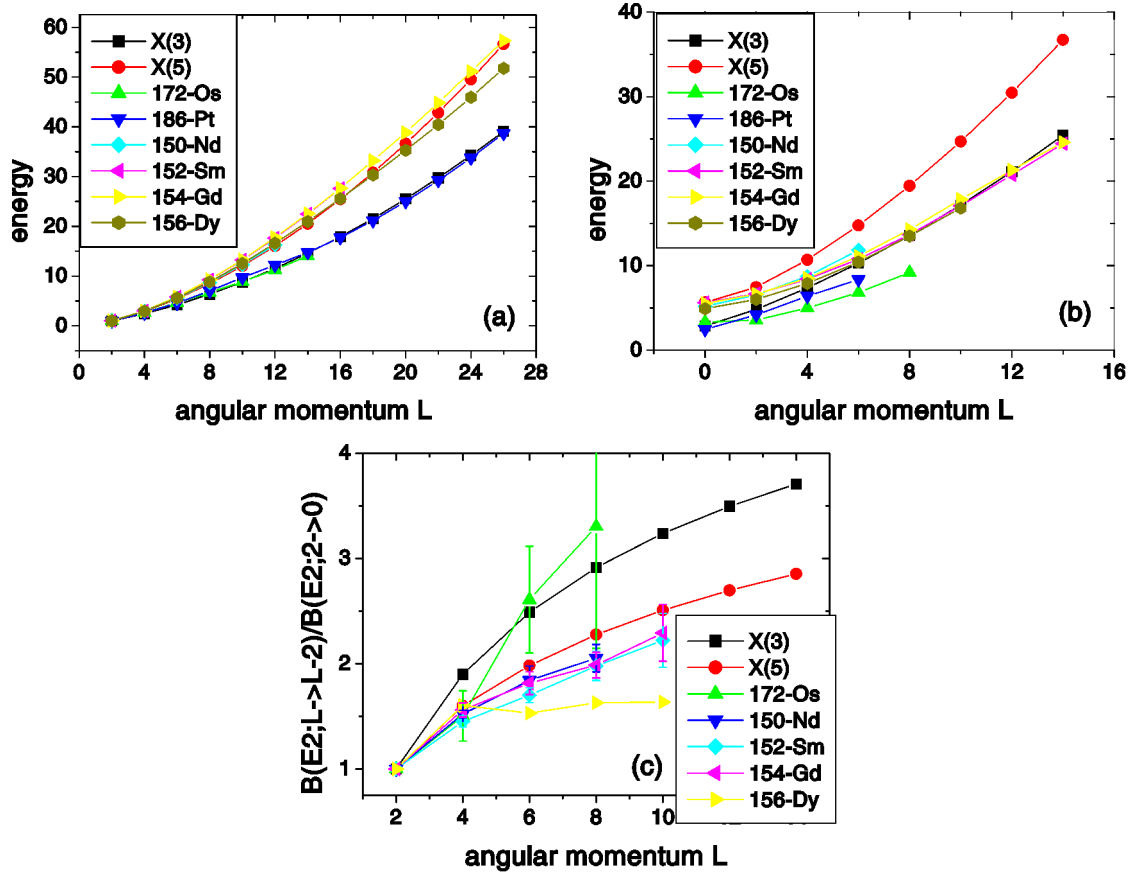 60
50
40
30
20
10
0
energy
X(3)
X(5)
172-Os
186-Pt
150-Nd
152-Sm
154-Gd
156-Dy
(a)
0 4 8 12 16 20 24 28
angular momentum L
40
30
20
10
0
energy
X(3)
X(5)
172-Os
186-Pt
150-Nd
152-Sm
154-Gd
156-Dy
(b)
0 4 8 12 16
angular momentum L
4
3
2
1
B(E2;L->L-2)/B(E2;2->0)
X(3)
X(5)
172-Os
150-Nd
152-Sm
154-Gd
156-Dy
(c)
2 4 6 8 10
angular momentum L